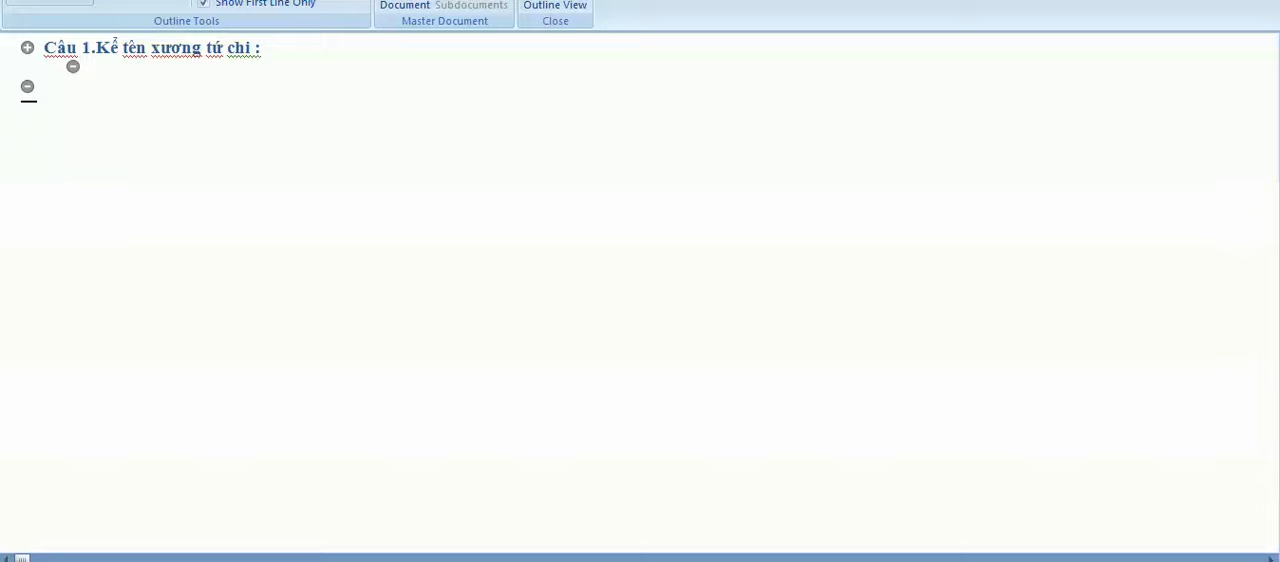 Show First Line Only
Document Subdocuments
Outline View
Outline Tools
Master Document
Close
Câu 1.Kể tên xương tứ chi :